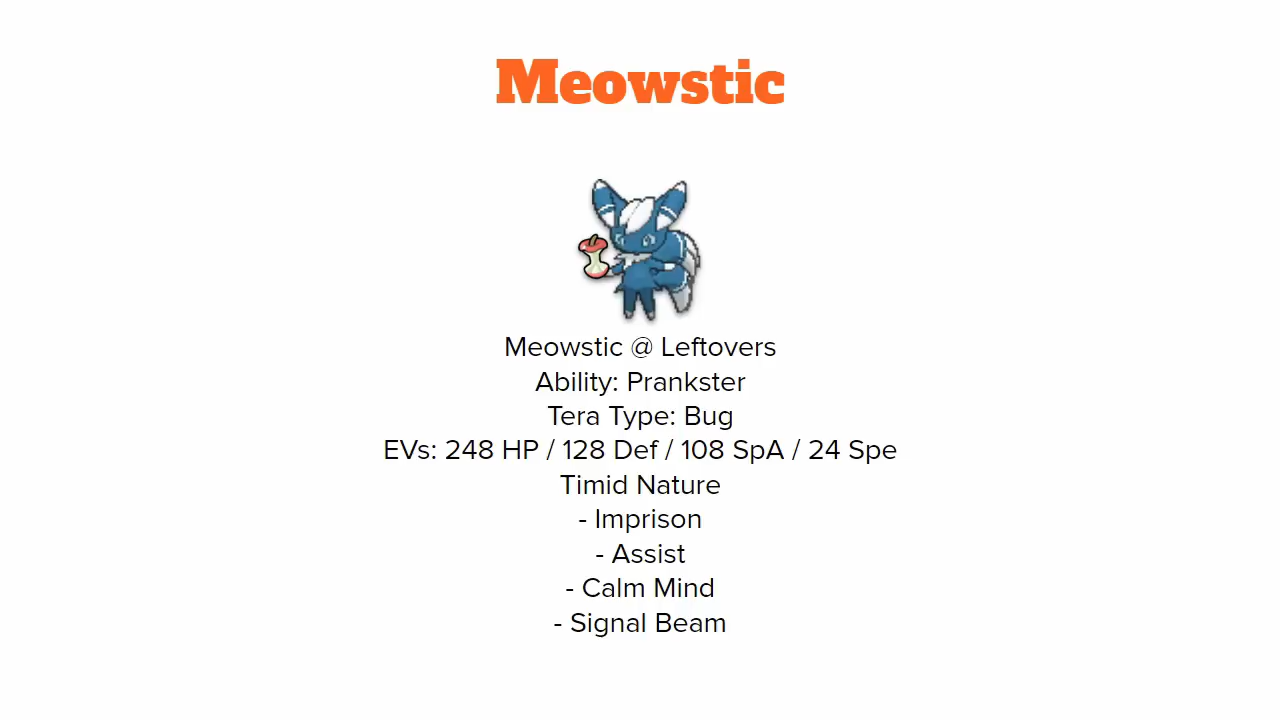 Meowstic
Meowstic @ Leftovers
Ability: Prankster
Tera Type: Bug
EVs: 248 HP / 128 Def / 108 SpA / 24 Spe
Timid Nature
- Imprison
- Assist
- Calm Mind
- Signal Beam